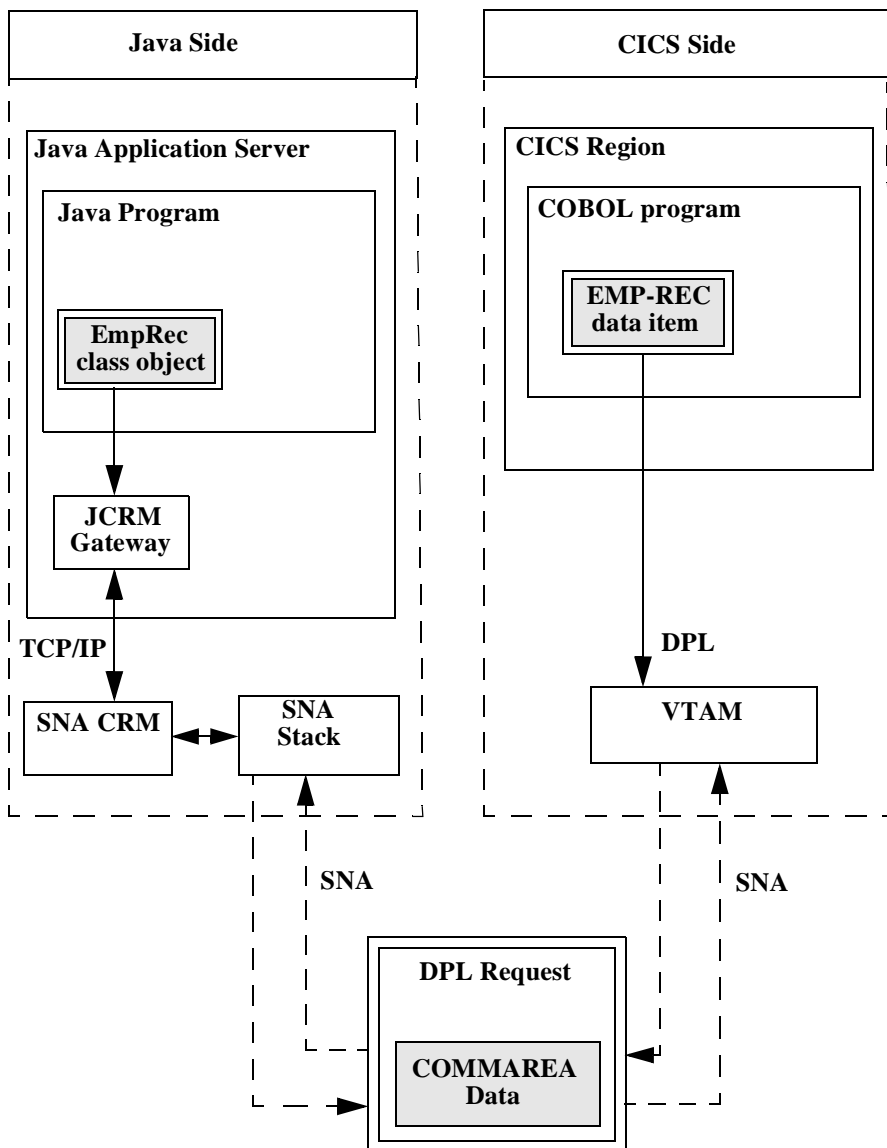 Java Side
CICS Side
Java Application Server
Java Program
EmpRec
class object
JCRM
Gateway
TCP/IP
SNA CRM
SNA
Stack
CICS Region
COBOL program
EMP-REC
data item
DPL
VTAM
SNA
SNA
DPL Request
COMMAREA
Data